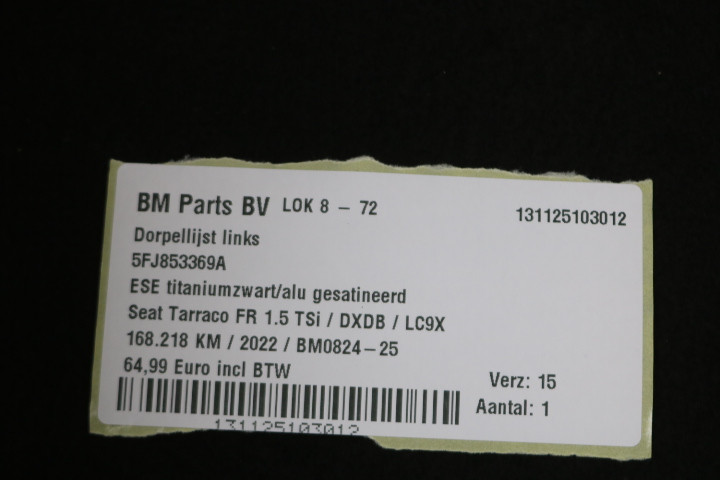 BM Parts BV LOK 8 - 72
131125103012
Dorpellijst links
5FJ853369A
ESE titaniumzwart/alu gesatineerd
Seat Tarraco FR 1.5 TSi / DXDB / LC9X
168.218 KM / 2022 / BM0824-25
64,99 Euro incl BTW
Verz: 15
Aantal: 1
131125103012